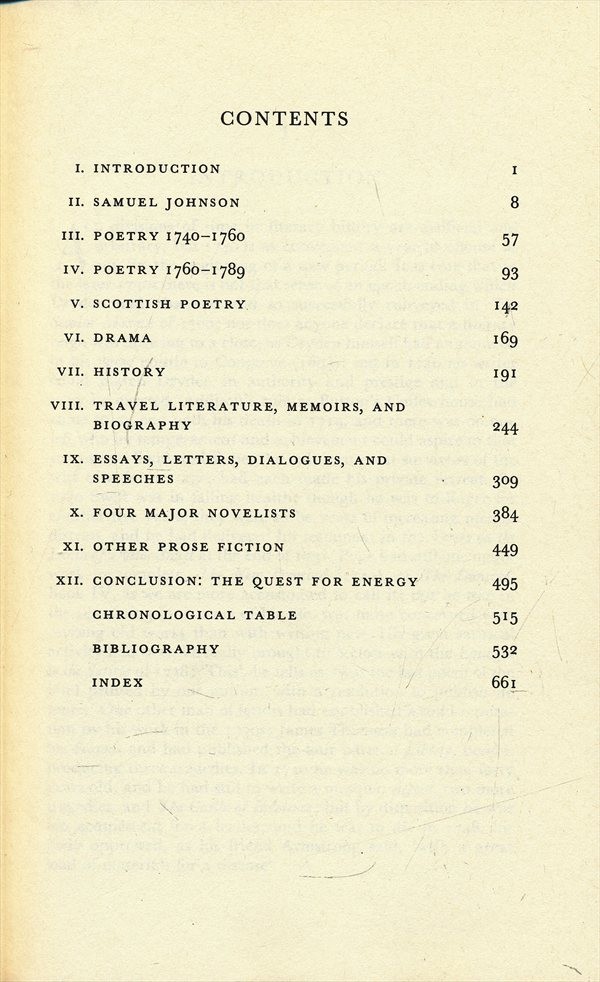 CONTENTS
I. INTRODUCTION 1
II. SAMUEL JOHNSON 8
III. POETRY 1740–1760 57
IV. POETRY 1760–1789 93
V. SCOTTISH POETRY 142
VI. DRAMA 169
VII. HISTORY 191
VIII. TRAVEL LITERATURE, MEMOIRS, AND
BIOGRAPHY 244
IX. ESSAYS, LETTERS, DIALOGUES, AND
SPEECHES 309
X. FOUR MAJOR NOVELISTS 384
XI. OTHER PROSE FICTION 449
XII. CONCLUSION: THE QUEST FOR ENERGY 495
CHRONOLOGICAL TABLE 515
BIBLIOGRAPHY 532
INDEX 661